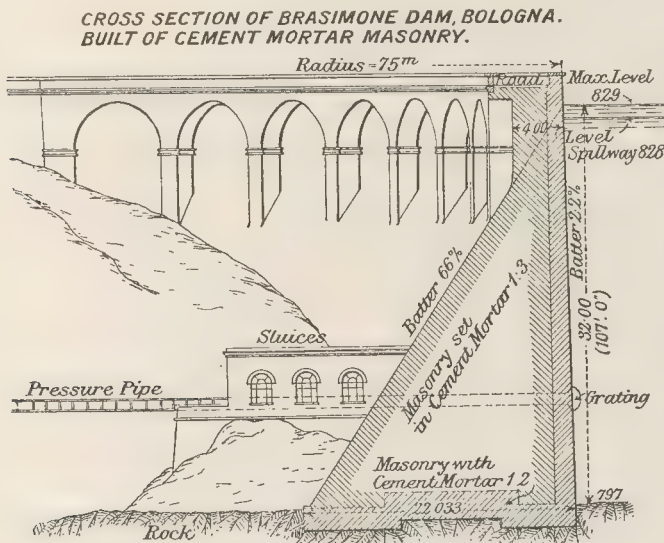 CROSS SECTION OF BRASIMONE DAM, BOLOGNA.
BUILT OF CEMENT MORTAR MASONRY.
Radius = 75m
Road
Max. Level
829
4.00
Level
Spillway 828
Batter 2.2%
32.00
(107'. 0")
Batter 66%
Masonry set
in Cement Mortar 1:3
Sluices
Pressure Pipe
Grating
Masonry with
Cement Mortar 1:2
22.033
797
Rock